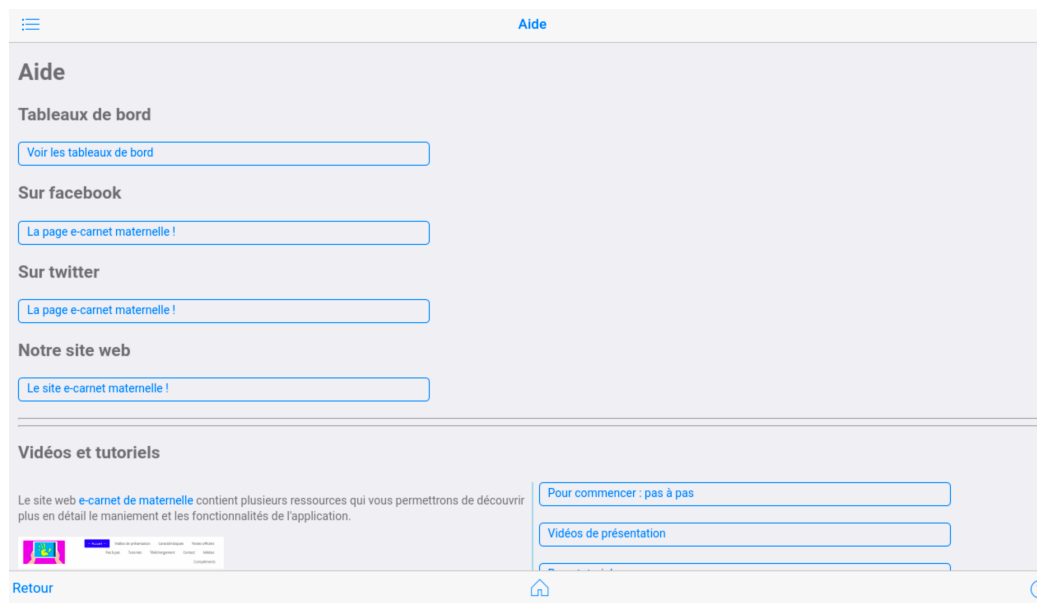 Aide
Aide
Tableaux de bord
Voir les tableaux de bord
Sur facebook
La page e-carnet maternelle !
Sur twitter
La page e-carnet maternelle !
Notre site web
Le site e-carnet maternelle !
Vidéos et tutoriels
Le site web e-carnet de maternelle contient plusieurs ressources qui vous permettrons de découvrir
plus en détail le maniement et les fonctionnalités de l'application.
Pour commencer : pas à pas
Vidéos de présentation
Retour